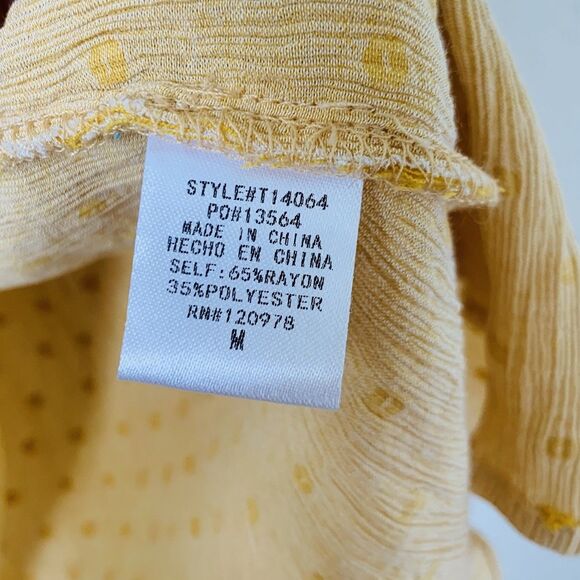 STYLE#T14064
PO#13564
MADE IN CHINA
HECHO EN CHINA
SELF:65%RAYON
35%POLYESTER
RN#120978
M